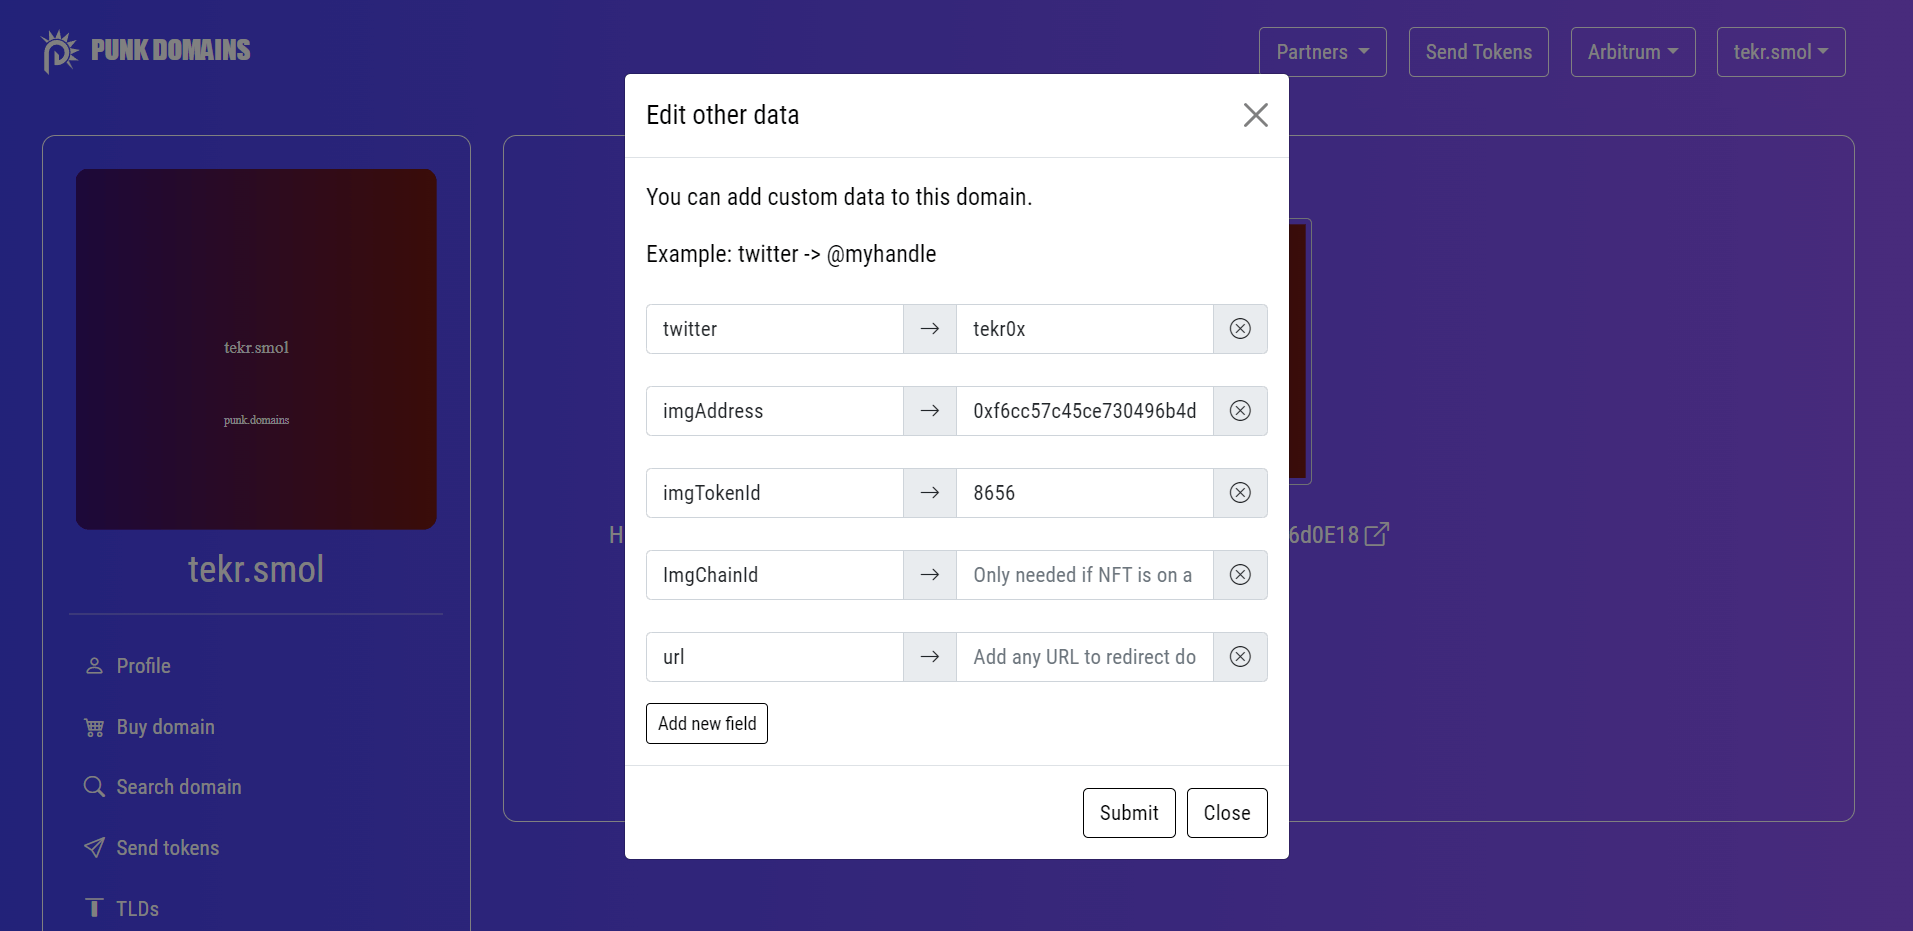 PUNK DOMAINS
Partners
Send Tokens
Arbitrum
tekr.smol
Edit other data
You can add custom data to this domain.
Example: twitter -> @myhandle
twitter → tekr0x
imgAddress → 0xf6cc57c45ce730496b4d
imgTokenId → 8656
ImgChainId → Only needed if NFT is on a
url → Add any URL to redirect do
Add new field
Submit
Close
tekr.smol
punk.domains
tekr.smol
Profile
Buy domain
Search domain
Send tokens
TLDs
H
6d0E18